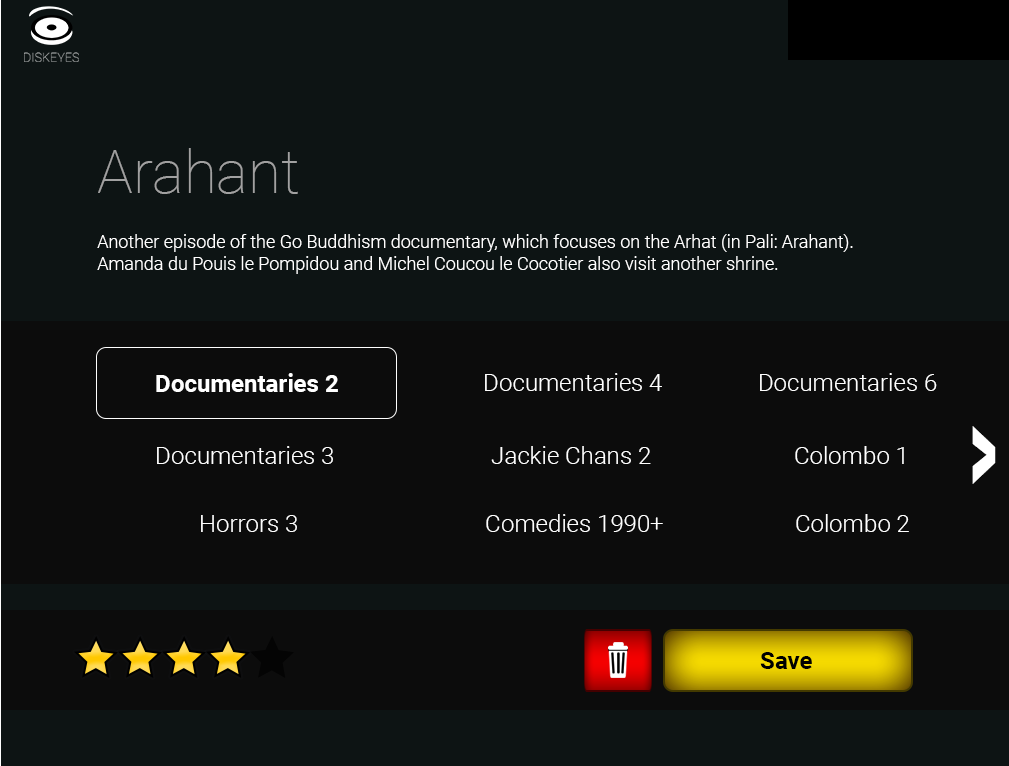 DISKEYES
Arahant
Another episode of the Go Buddhism documentary, which focuses on the Arhat (in Pali: Arahant).
Amanda du Pouis le Pompidou and Michel Coucou le Cocotier also visit another shrine.
Documentaries 2
Documentaries 4
Documentaries 6
Documentaries 3
Jackie Chans 2
Colombo 1
Horrors 3
Comedies 1990+
Colombo 2
Save